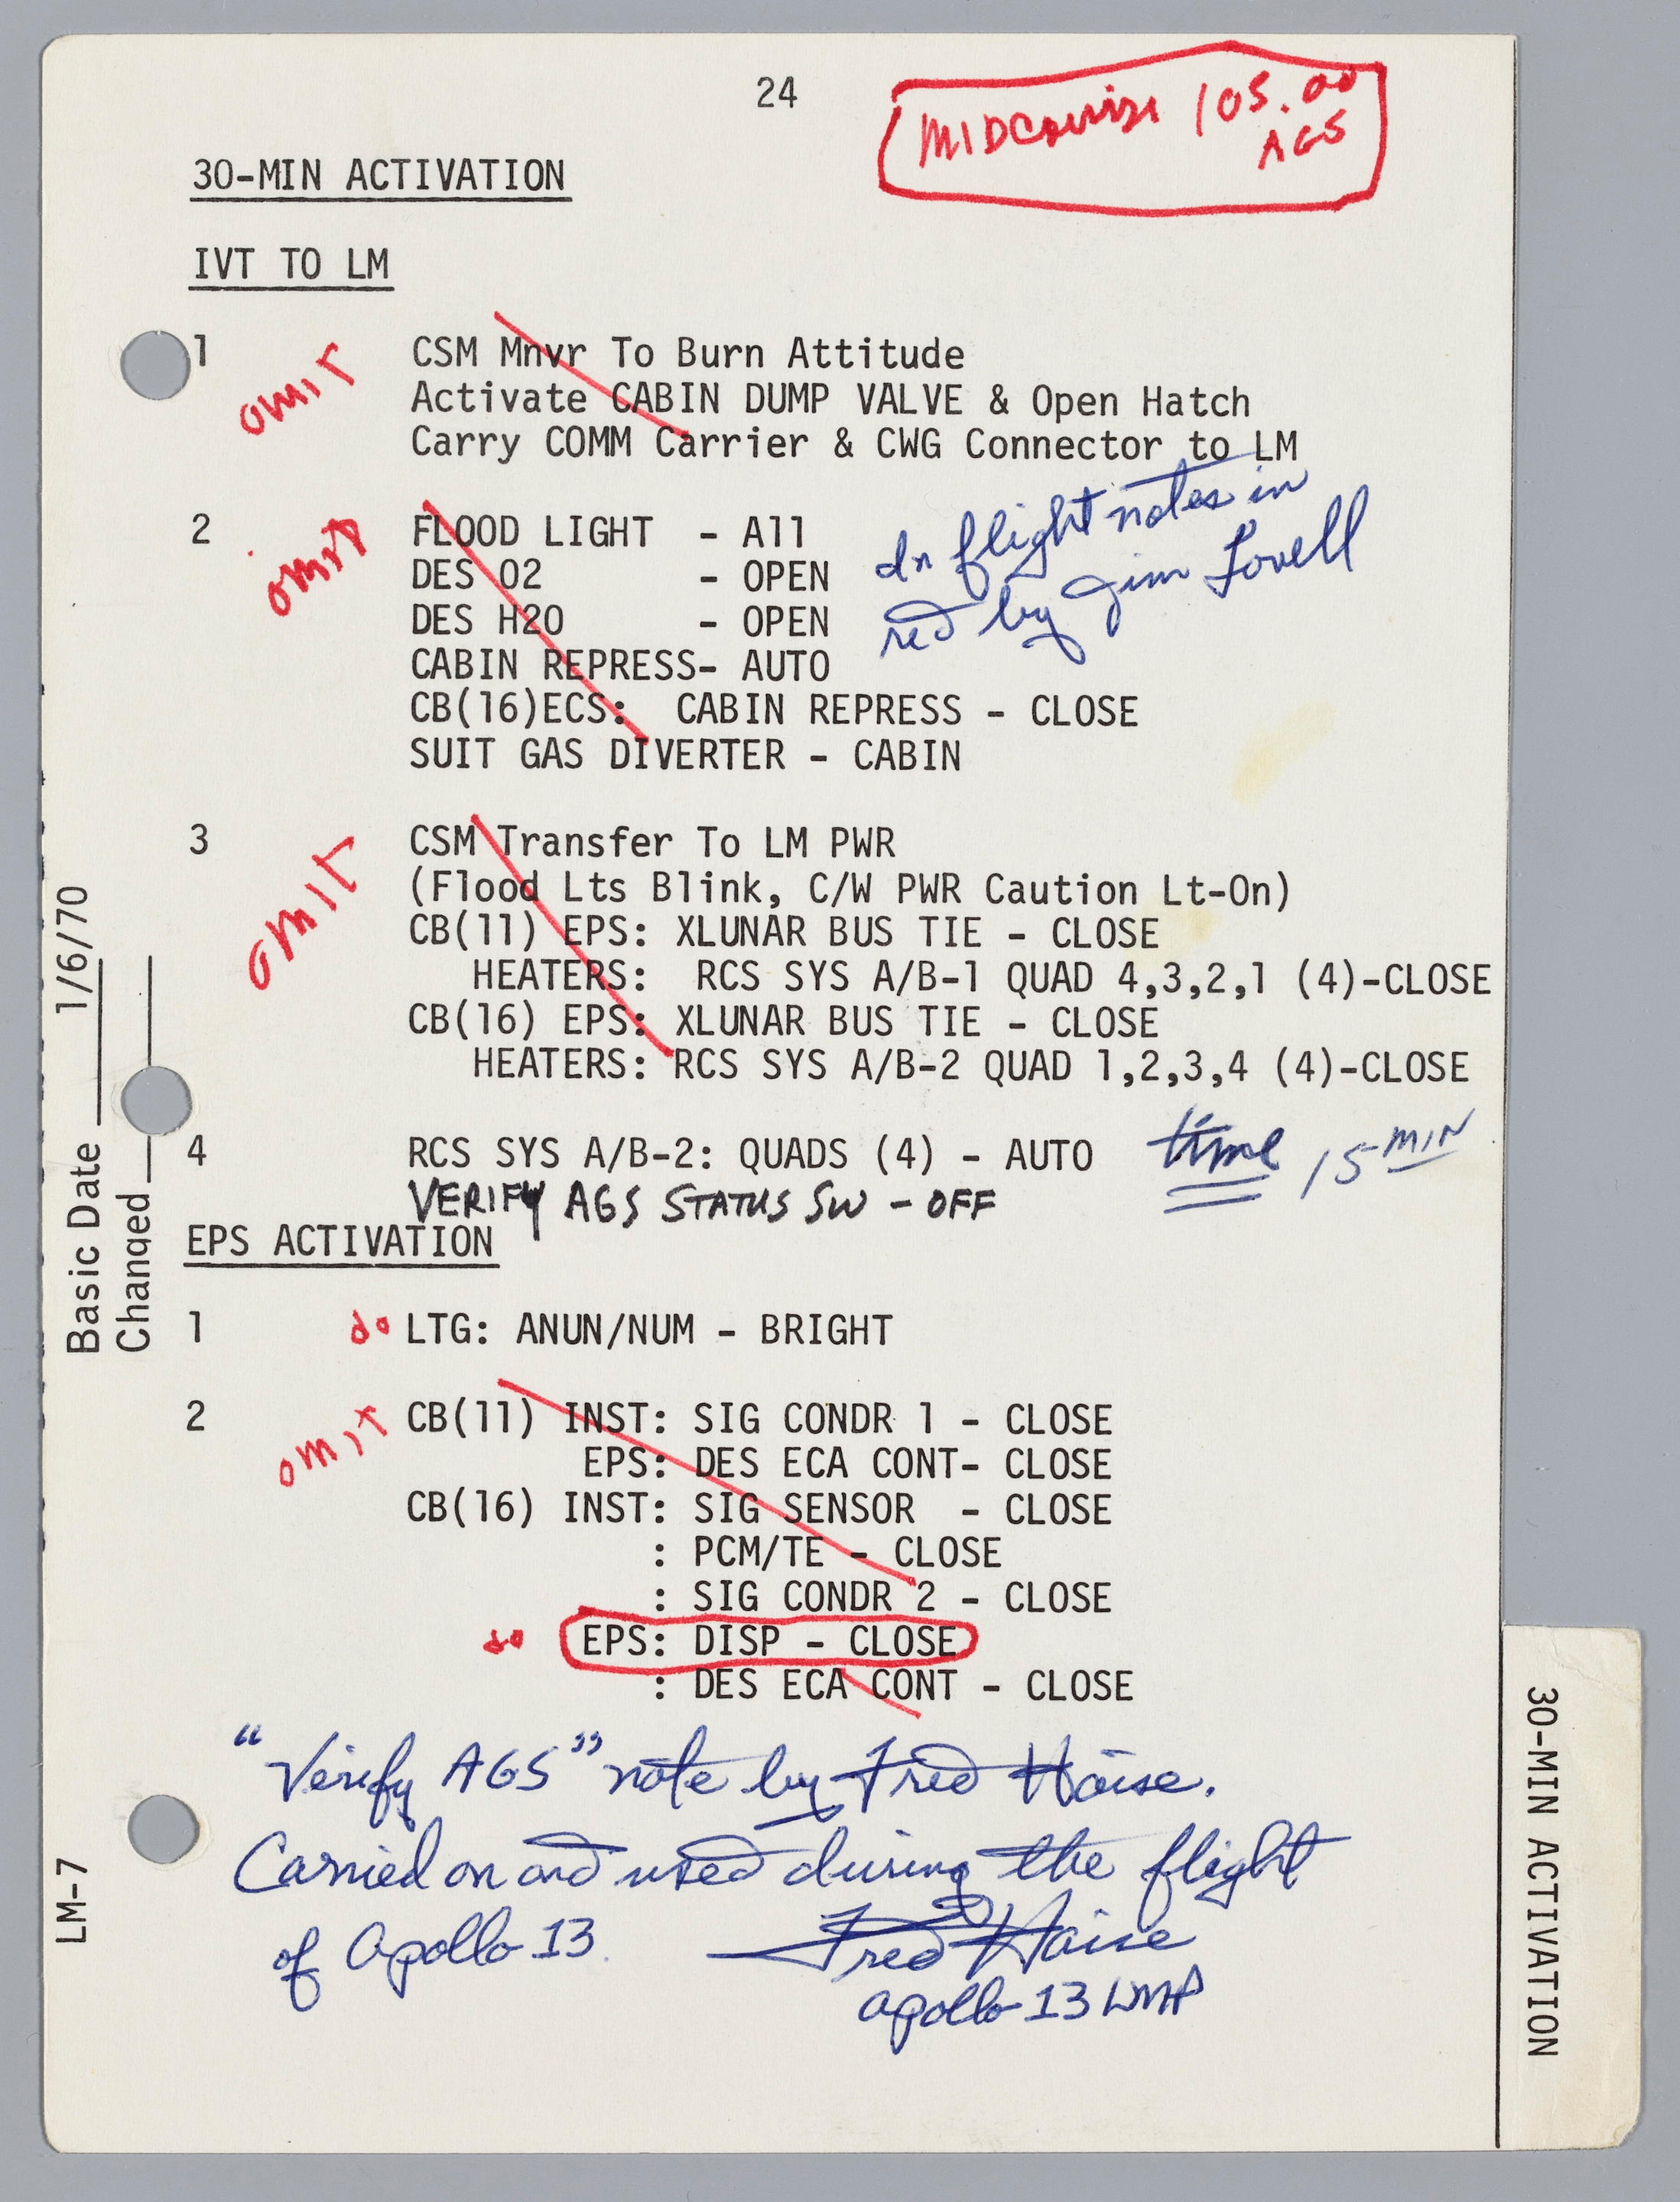 24
MIDCOURSE 105.00
AGS
30-MIN ACTIVATION
IVT TO LM
1 CSM Mnvr To Burn Attitude
omit Activate CABIN DUMP VALVE & Open Hatch
Carry COMM Carrier & CWG Connector to LM
In flight notes in
red by Jim Lovell
2 FLOOD LIGHT - All
omit DES O2 - OPEN
DES H2O - OPEN
CABIN REPRESS- AUTO
CB(16)ECS: CABIN REPRESS - CLOSE
SUIT GAS DIVERTER - CABIN
3 CSM Transfer To LM PWR
omit (Flood Lts Blink, C/W PWR Caution Lt-On)
CB(11) EPS: XLUNAR BUS TIE - CLOSE
HEATERS: RCS SYS A/B-1 QUAD 4,3,2,1 (4)-CLOSE
CB(16) EPS: XLUNAR BUS TIE - CLOSE
HEATERS: RCS SYS A/B-2 QUAD 1,2,3,4 (4)-CLOSE
4 RCS SYS A/B-2: QUADS (4) - AUTO time 15 MIN
VERIFY AGS STATUS SW - OFF
EPS ACTIVATION
1 do LTG: ANUN/NUM - BRIGHT
2 omit CB(11) INST: SIG CONDR 1 - CLOSE
EPS: DES ECA CONT- CLOSE
CB(16) INST: SIG SENSOR - CLOSE
: PCM/TE - CLOSE
: SIG CONDR 2 - CLOSE
do EPS: DISP - CLOSE
: DES ECA CONT - CLOSE
"Verify AGS" note by Fred Haise.
Carried on and used during the flight
of Apollo 13. Fred Haise
Apollo 13 LMP
Basic Date 1/6/70
Changed
LM-7
30-MIN ACTIVATION